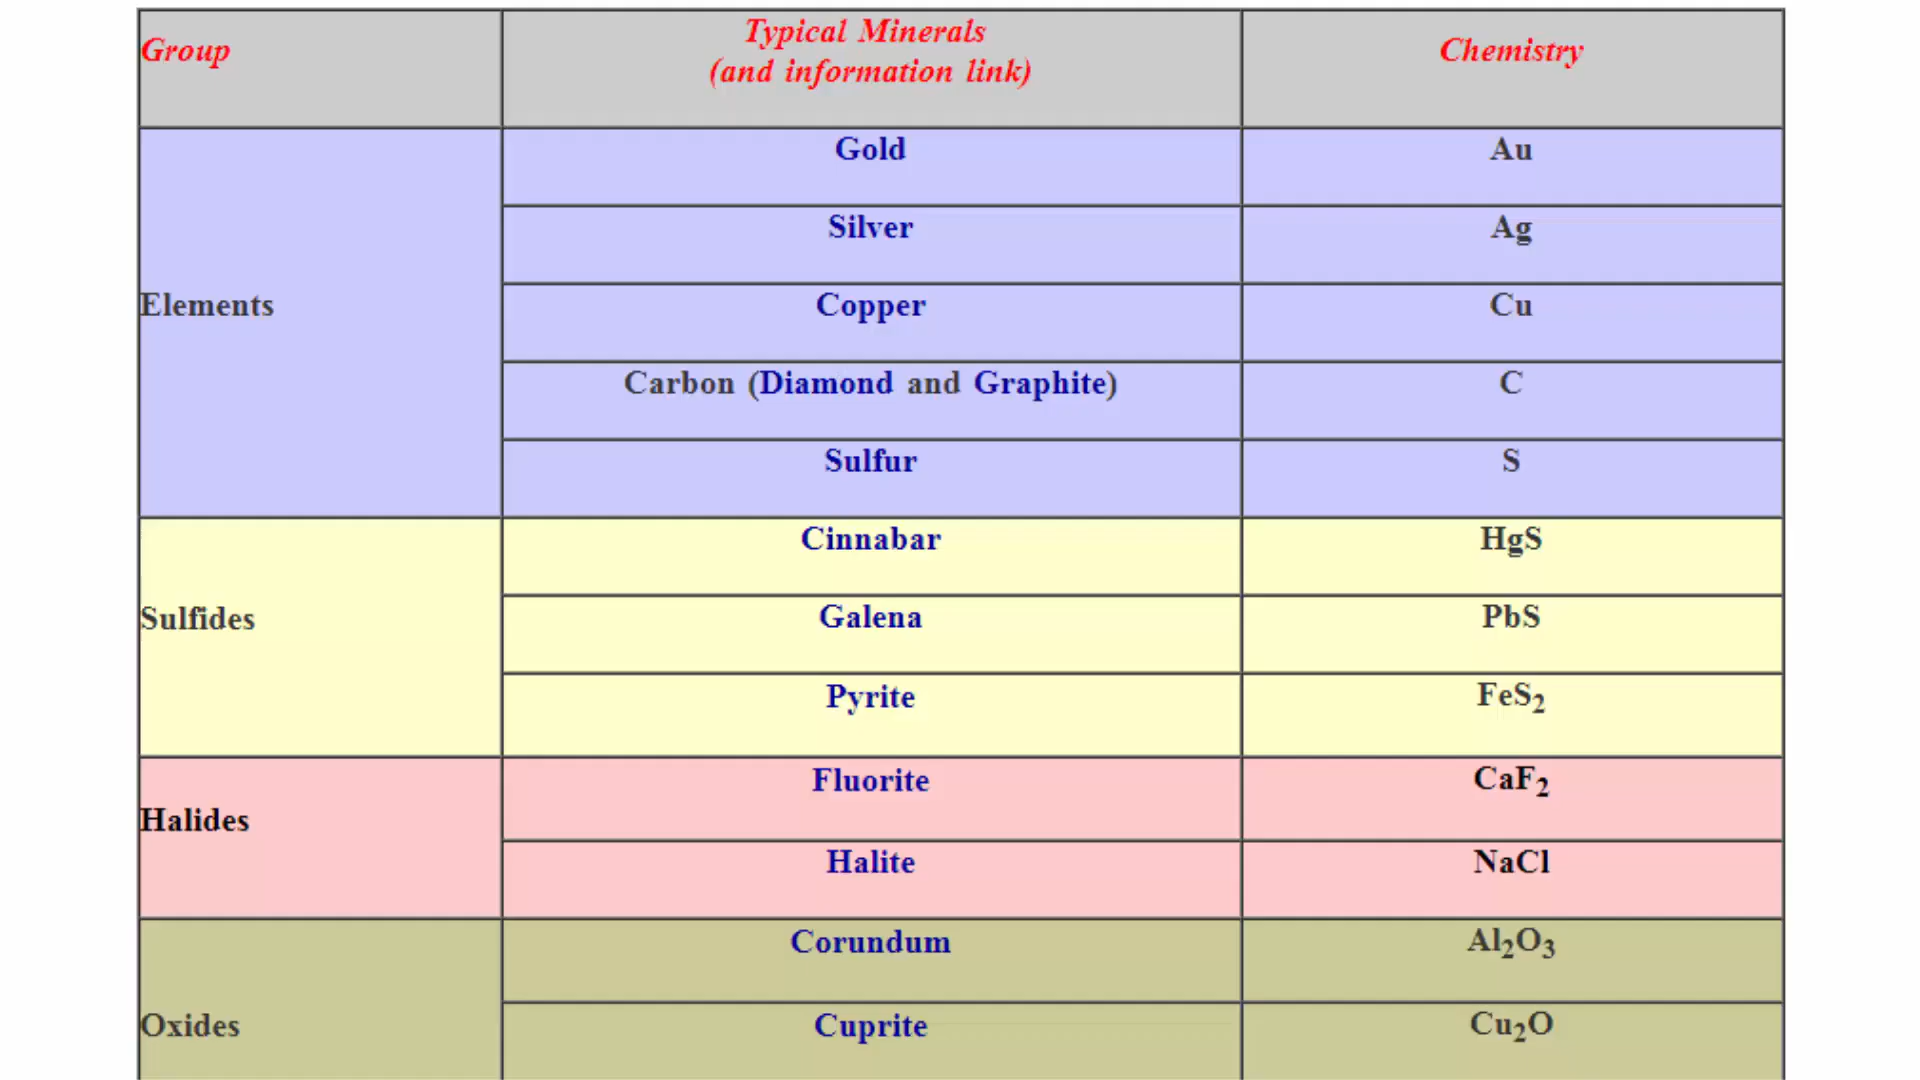 Group
Typical Minerals
(and information link)
Chemistry
Elements
Gold
Au
Silver
Ag
Copper
Cu
Carbon (Diamond and Graphite)
C
Sulfur
S
Sulfides
Cinnabar
HgS
Galena
PbS
Pyrite
FeS₂
Halides
Fluorite
CaF₂
Halite
NaCl
Oxides
Corundum
Al₂O₃
Cuprite
Cu₂O